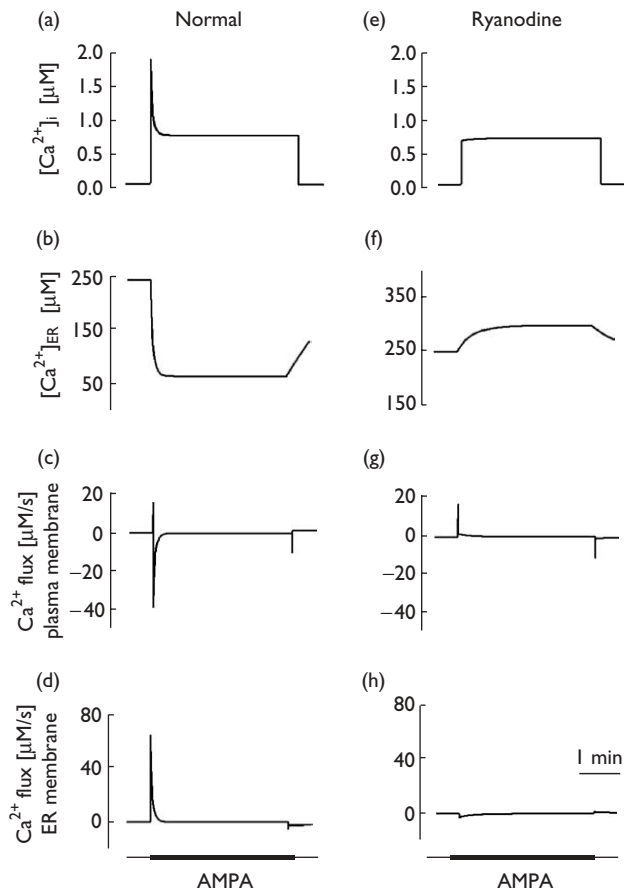 (a) Normal (e) Ryanodine
[Ca²⁺]i [μM]
2.0
1.5
1.0
0.5
0.0
2.0
1.5
1.0
0.5
0.0
(b) (f)
[Ca²⁺]ER [μM]
250
150
50
350
250
150
(c) (g)
Ca²⁺ flux [μM/s]
plasma membrane
20
0
−20
−40
20
0
−20
−40
(d) (h)
Ca²⁺ flux [μM/s]
ER membrane
80
40
0
80
40
0
1 min
AMPA AMPA